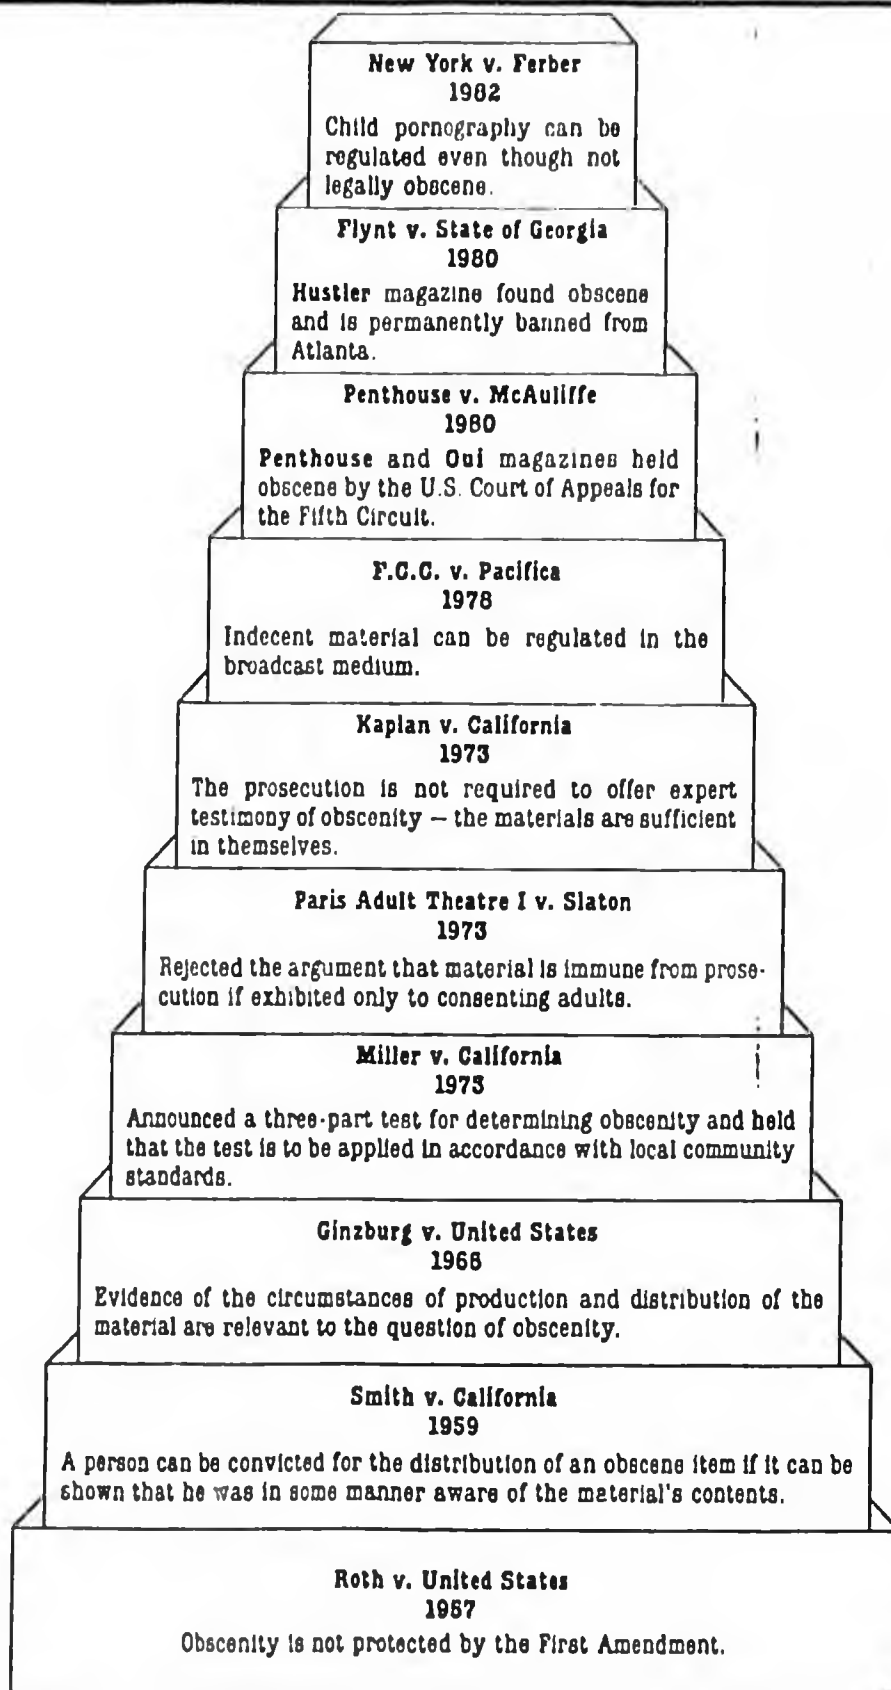 New York v. Ferber
1982
Child pornography can be
regulated even though not
legally obscene.
Flynt v. State of Georgia
1980
Hustler magazine found obscene
and is permanently banned from
Atlanta.
Penthouse v. McAuliffe
1980
Penthouse and Oui magazines held
obscene by the U.S. Court of Appeals for
the Fifth Circuit.
F.C.C. v. Pacifica
1978
Indecent material can be regulated in the
broadcast medium.
Kaplan v. California
1973
The prosecution is not required to offer expert
testimony of obscenity – the materials are sufficient
in themselves.
Paris Adult Theatre I v. Slaton
1973
Rejected the argument that material is immune from prose-
cution if exhibited only to consenting adults.
Miller v. California
1973
Announced a three-part test for determining obscenity and held
that the test is to be applied in accordance with local community
standards.
Ginzburg v. United States
1966
Evidence of the circumstances of production and distribution of the
material are relevant to the question of obscenity.
Smith v. California
1959
A person can be convicted for the distribution of an obscene item if it can be
shown that he was in some manner aware of the material's contents.
Roth v. United States
1957
Obscenity is not protected by the First Amendment.